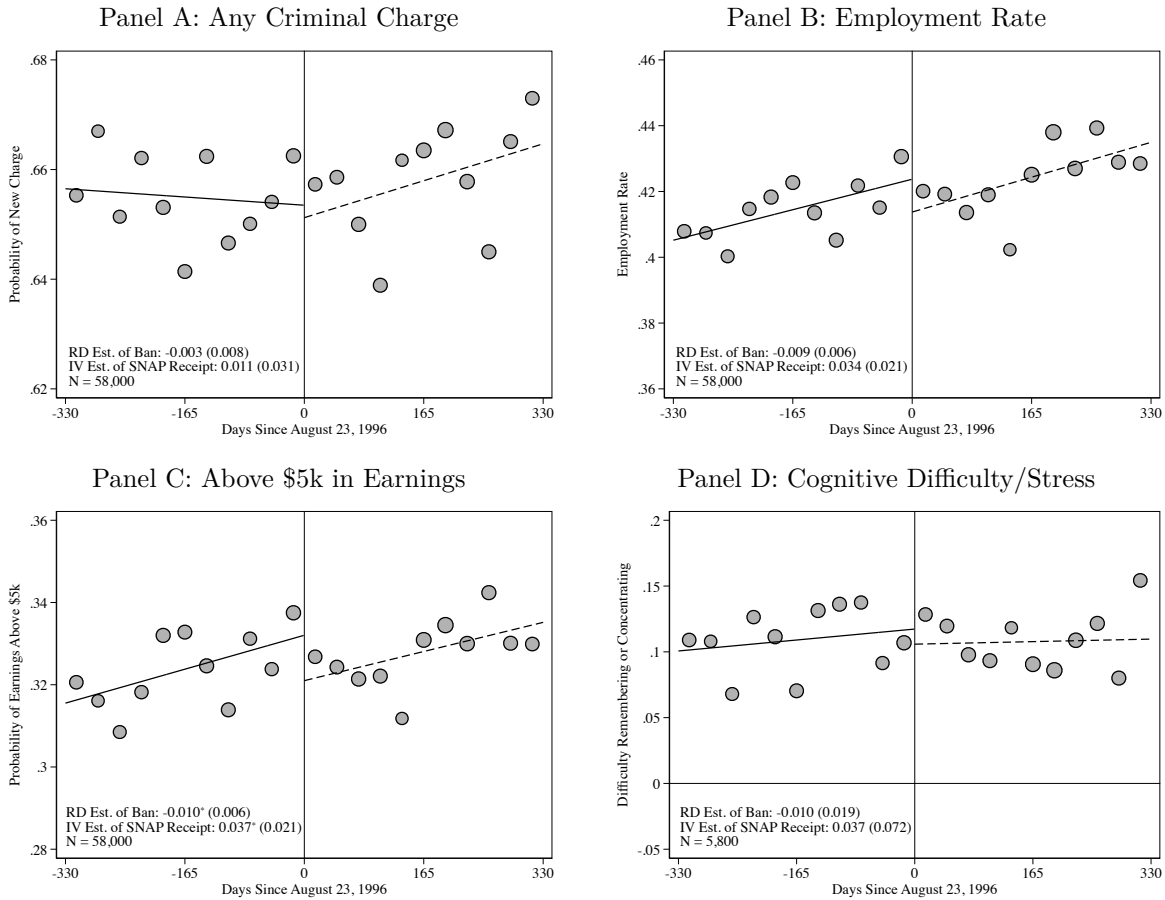 Panel A: Any Criminal Charge
Probability of New Charge
.68
.66
.64
.62
RD Est. of Ban: -0.003 (0.008)
IV Est. of SNAP Receipt: 0.011 (0.031)
N = 58,000
-330 -165 0 165 330
Days Since August 23, 1996
Panel B: Employment Rate
Employment Rate
.46
.44
.42
.4
.38
.36
RD Est. of Ban: -0.009 (0.006)
IV Est. of SNAP Receipt: 0.034 (0.021)
N = 58,000
-330 -165 0 165 330
Days Since August 23, 1996
Panel C: Above $5k in Earnings
Probability of Earnings Above $5k
.36
.34
.32
.3
.28
RD Est. of Ban: -0.010* (0.006)
IV Est. of SNAP Receipt: 0.037* (0.021)
N = 58,000
-330 -165 0 165 330
Days Since August 23, 1996
Panel D: Cognitive Difficulty/Stress
Difficulty Remembering or Concentrating
.2
.15
.1
.05
0
-.05
RD Est. of Ban: -0.010 (0.019)
IV Est. of SNAP Receipt: 0.037 (0.072)
N = 5,800
-330 -165 0 165 330
Days Since August 23, 1996